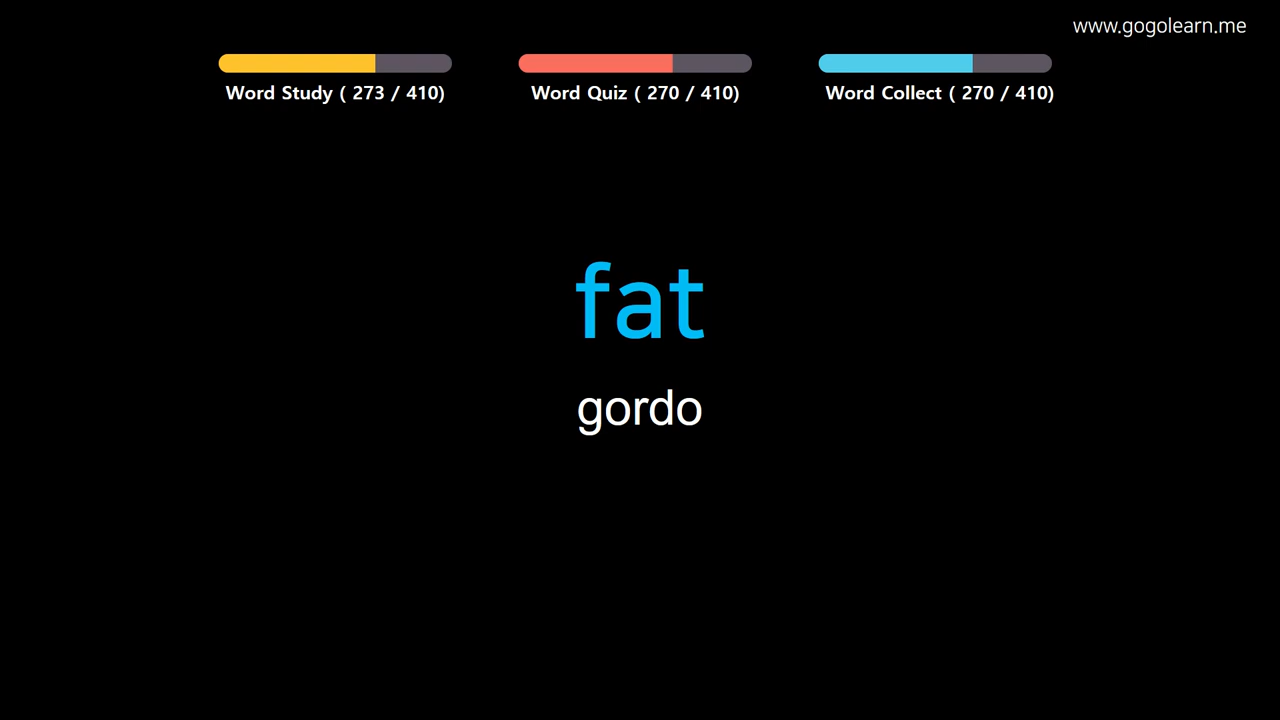 www.gogolearn.me
Word Study ( 273 / 410)
Word Quiz ( 270 / 410)
Word Collect ( 270 / 410)
fat
gordo